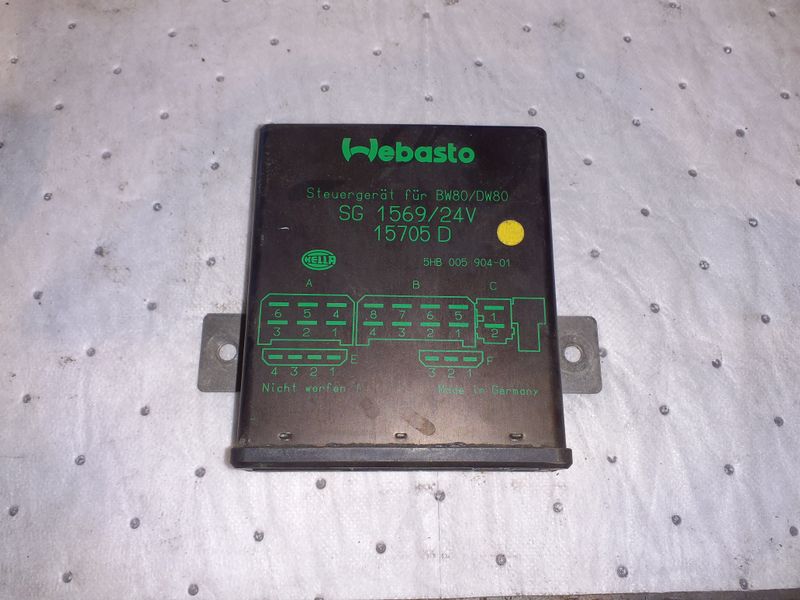 Webasto
Steuergerät für BW80/DW80
SG 1569/24V
15705 D
HELLA
5HB 005 904-01
A B C
6 5 4 8 7 6 5 1
3 2 1 4 3 2 1 2
E F
4 3 2 1 3 2 1
Nicht werfen ! Made in Germany